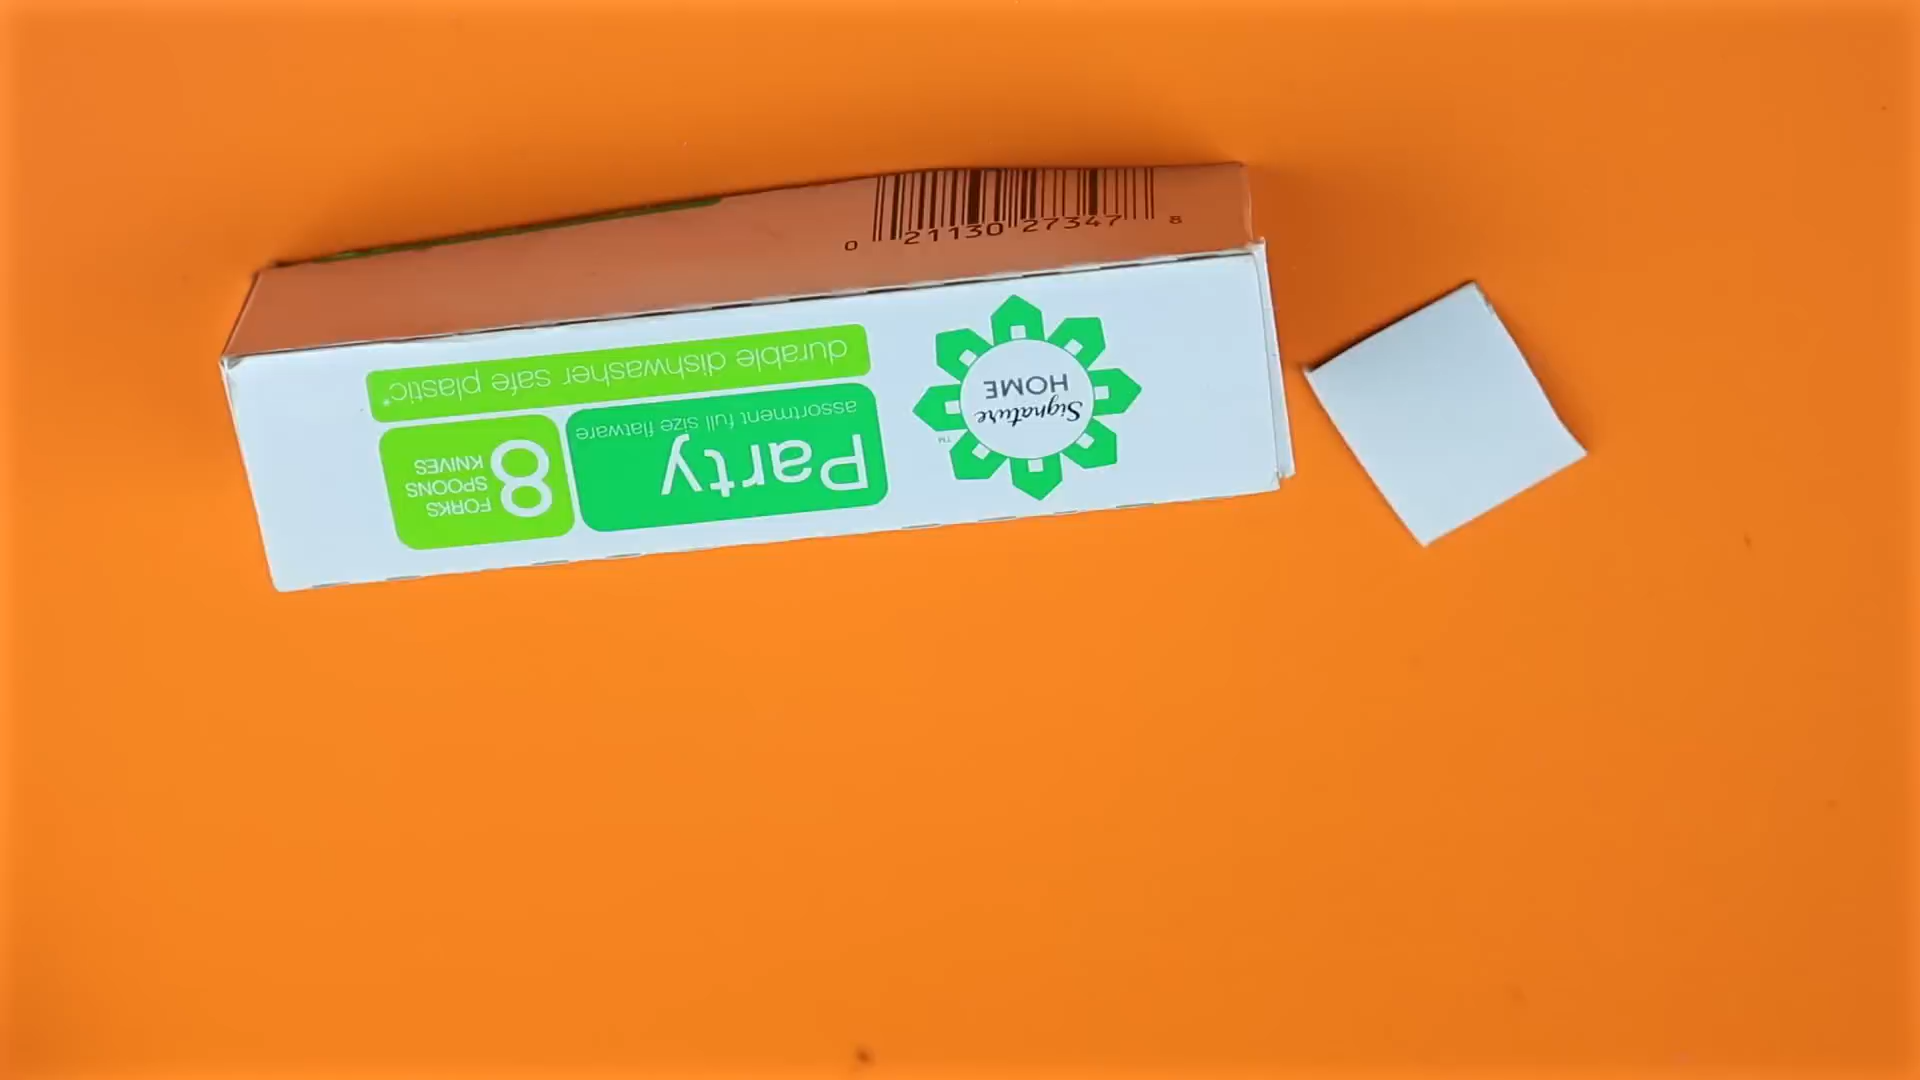 Signature
HOME
™
Party
assortment full size flatware
8
FORKS
SPOONS
KNIVES
durable dishwasher safe plastic*
0 21130 27347 8